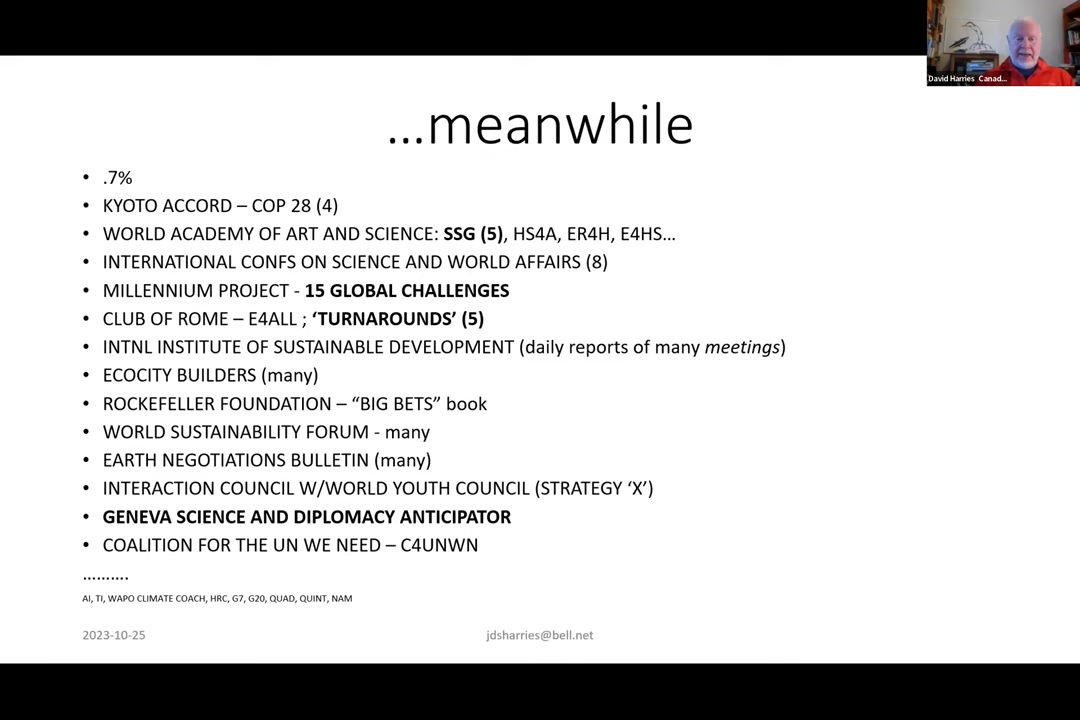 David Harries Canad...
...meanwhile
• .7%
• KYOTO ACCORD – COP 28 (4)
• WORLD ACADEMY OF ART AND SCIENCE: SSG (5), HS4A, ER4H, E4HS...
• INTERNATIONAL CONFS ON SCIENCE AND WORLD AFFAIRS (8)
• MILLENNIUM PROJECT - 15 GLOBAL CHALLENGES
• CLUB OF ROME – E4ALL ; ‘TURNAROUNDS’ (5)
• INTNL INSTITUTE OF SUSTAINABLE DEVELOPMENT (daily reports of many meetings)
• ECOCITY BUILDERS (many)
• ROCKEFELLER FOUNDATION – “BIG BETS” book
• WORLD SUSTAINABILITY FORUM - many
• EARTH NEGOTIATIONS BULLETIN (many)
• INTERACTION COUNCIL W/WORLD YOUTH COUNCIL (STRATEGY ‘X’)
• GENEVA SCIENCE AND DIPLOMACY ANTICIPATOR
• COALITION FOR THE UN WE NEED – C4UNWN
..........
AI, TI, WAPO CLIMATE COACH, HRC, G7, G20, QUAD, QUINT, NAM
2023-10-25
jdsharries@bell.net